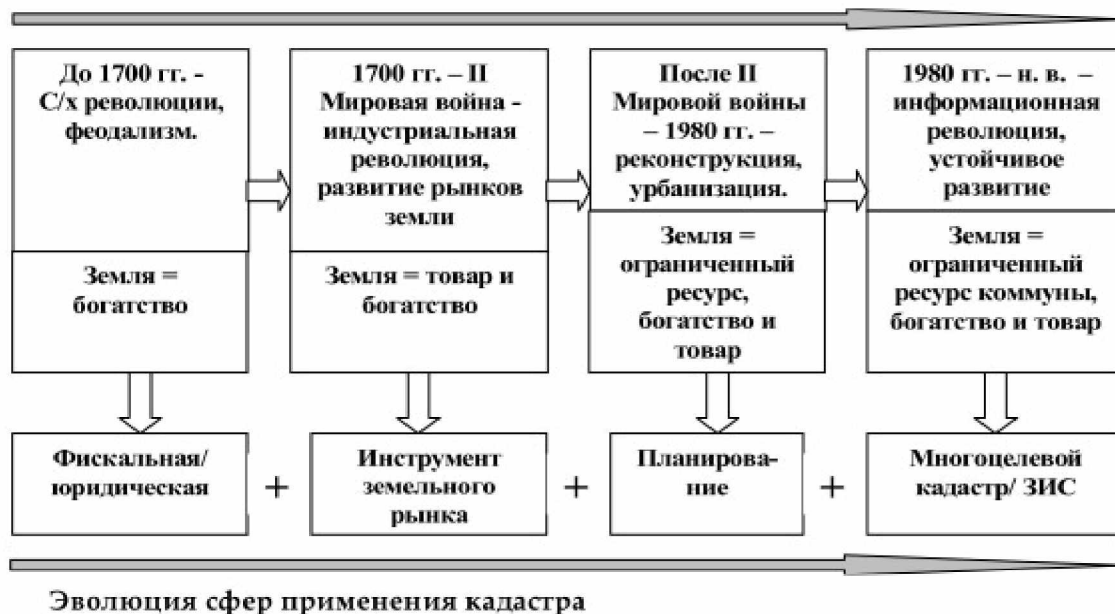 До 1700 гг. -
С/х революции,
феодализм.
Земля =
богатство
1700 гг. – II
Мировая война -
индустриальная
революция,
развитие рынков
земли
Земля = товар и
богатство
После II
Мировой войны
– 1980 гг. –
реконструкция,
урбанизация.
Земля =
ограниченный
ресурс,
богатство и
товар
1980 гг. – н. в. –
информационная
революция,
устойчивое
развитие
Земля =
ограниченный
ресурс коммуны,
богатство и товар
Фискальная/
юридическая
+
Инструмент
земельного
рынка
+
Планирова-
ние
+
Многоцелевой
кадастр/ ЗИС
Эволюция сфер применения кадастра